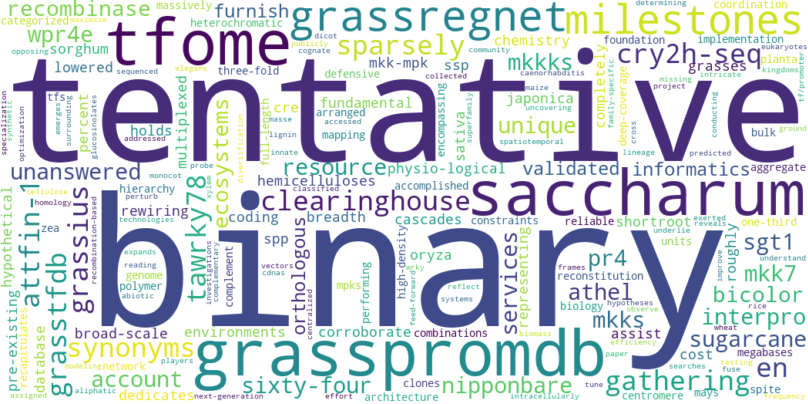 recombinase
massively
furnish
grassregnet
milestones
coordination
determining
maximize
categorized
heterochromatic
wpr4e
sorghum
tfome
sparsely
chemistry
foundation
implementation
lowered
mkk-mpk
ssp
mkkks
cry2h-seq
grasses
planta
opposing
dicot
publicly
cognate
community
elegans
caenorhabditis
eukaryotes
kingdoms
tentative
binary
sequenced
three-fold
specialization
optimization
tfs
percent
emerges
surrounding
glucosinolates
multiplexed
holds
synthetic
defensive
arranged
accessed
cre
full-length
fundamental
mapping
encompassing
unique
japonica
uncovering
sativa
superfamily
completely
deep-coverage
family-specific
maize
project
missing
intricate
bulk
ground
conducting
unanswered
monocot
probe
ecosystems
diversification
innate
resource
physio-logical
spatiotemporal
validated
informatics
aggregate
hemicelluloses
lineage
cross
predicted
saccharum
cellulose
homology
hierarchy
perturb
classified
clearinghouse
accomplished
hypothetical
grassius
recombination-based
rewiring
tawrky78
coding
breadth
cascades
constraints
shortroot
reliable
one-third
exerted
reveals
underlie
units
attfin1
technologies
zea
expands
reading
abiotic
genome
polymer
spp
cdnas
vectors
centralized
orthologous
high-density
feed-forward
wrky
oryza
representing
services
pr4
reconstitution
biology
hypotheses
rice
reflect
systems
athel
roughly
sgt1
mkk7
bicolor
interpro
understand
improve
observe
frames
pre-existing
recapitulates
database
grasstfdb
investigations
complementary
complement
mpks
performing
broad-scale
environments
corroborate
combinations
mkks
assist
sugarcane
synonyms
account
network
modeling
players
dedicates
aliphatic
assigned
grasspromdb
biomass
searches
testing
wheat
efficiency
cost
megabases
en
sixty-four
clones
nipponbare
paper
gathering
fuse
mays
spite
centromere
next-generation
effort
architecture
intracellularly
tune
frequency